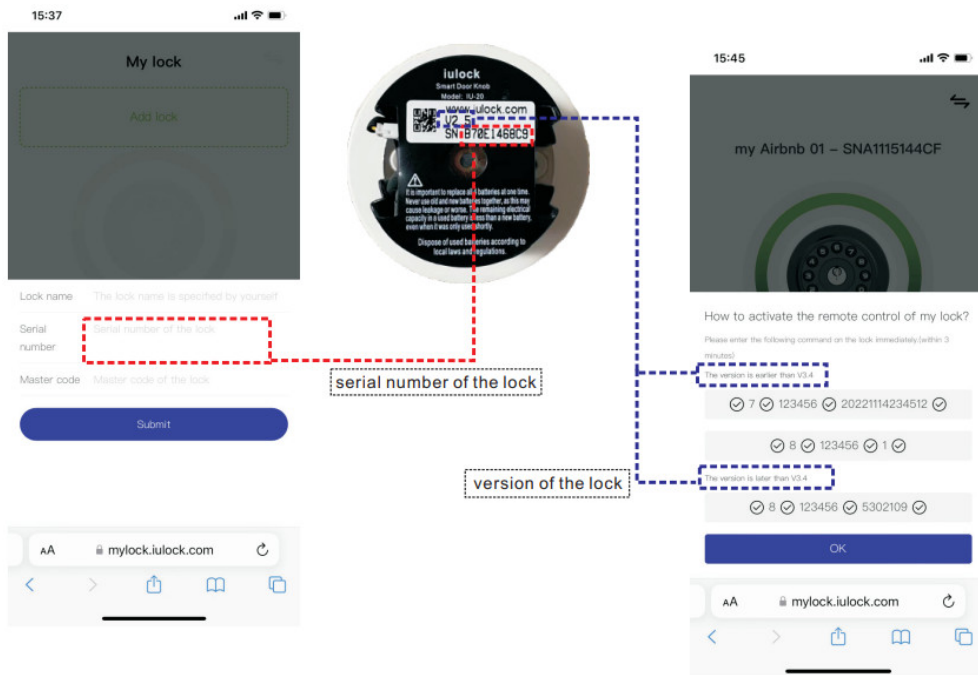 15:37
My lock
Add lock
Lock name The lock name is specified by yourself
Serial number Serial number of the lock
Master code Master code of the lock
Submit
AA mylock.iulock.com
iulock
Smart Door Knob
Model: IU-20
www.iulock.com
V2.5
SN:B70E1468C9
It is important to replace all 4 batteries at one time.
Never use old and new batteries together, as this may
cause leakage or worse. The remaining electrical
capacity in a used battery is less than a new battery,
even when it was only used shortly.
Dispose of used batteries according to
local laws and regulations.
serial number of the lock
version of the lock
15:45
my Airbnb 01 – SNA1115144CF
How to activate the remote control of my lock?
Please enter the following command on the lock immediately.(within 3
minutes)
The version is earlier than V3.4
7 123456 20221114234512
8 123456 1
The version is later than V3.4
8 123456 5302109
OK
AA mylock.iulock.com